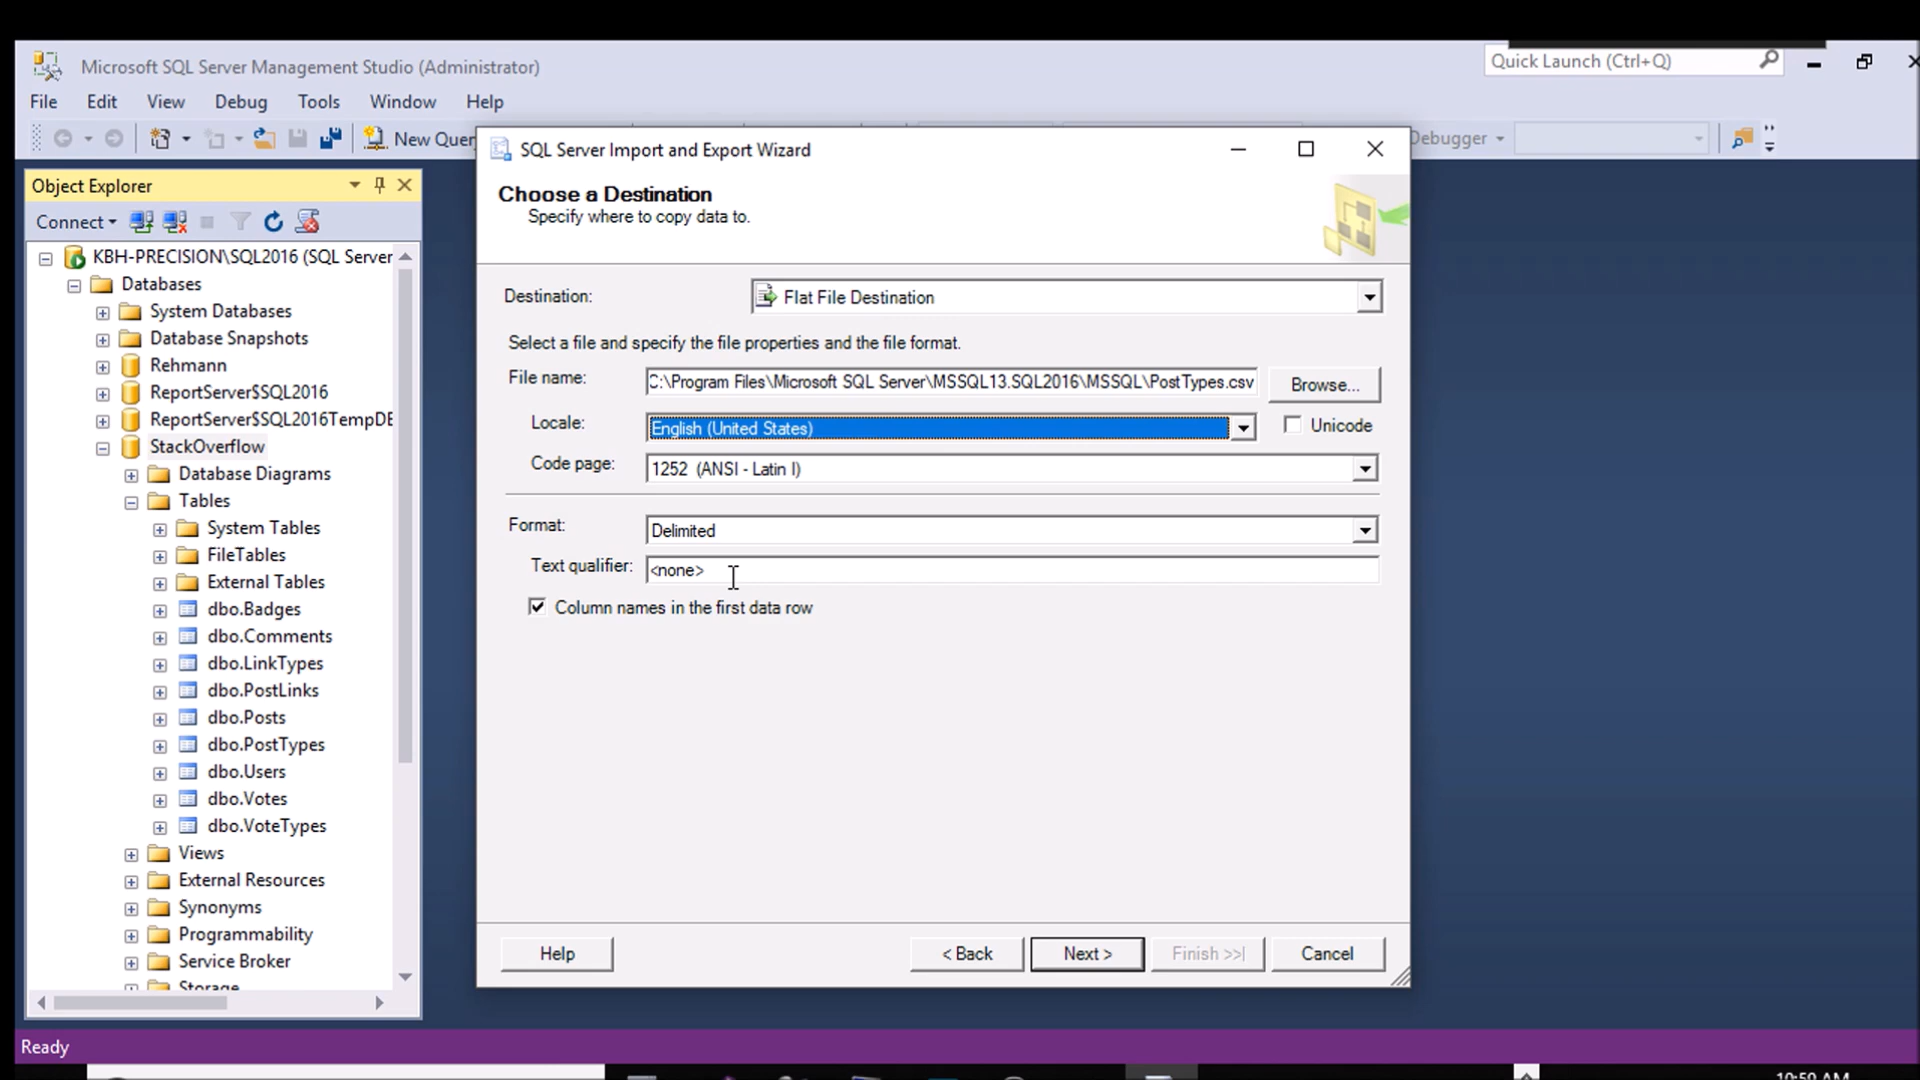 Microsoft SQL Server Management Studio (Administrator)
Quick Launch (Ctrl+Q)
File Edit View Debug Tools Window Help
Debugger
Object Explorer
Connect
KBH-PRECISION\SQL2016 (SQL Server
Databases
System Databases
Database Snapshots
Rehmann
ReportServer$SQL2016
ReportServer$SQL2016TempDE
StackOverflow
Database Diagrams
Tables
System Tables
FileTables
External Tables
dbo.Badges
dbo.Comments
dbo.LinkTypes
dbo.PostLinks
dbo.Posts
dbo.PostTypes
dbo.Users
dbo.Votes
dbo.VoteTypes
Views
External Resources
Synonyms
Programmability
Service Broker
Storage
New Quer
SQL Server Import and Export Wizard
Choose a Destination
Specify where to copy data to.
Destination: Flat File Destination
Select a file and specify the file properties and the file format.
File name: C:\Program Files\Microsoft SQL Server\MSSQL13.SQL2016\MSSQL\PostTypes.csv Browse...
Locale: English (United States) Unicode
Code page: 1252 (ANSI - Latin I)
Format: Delimited
Text qualifier: <none>
Column names in the first data row
Help < Back Next > Finish >>| Cancel
Ready
10:59 AM